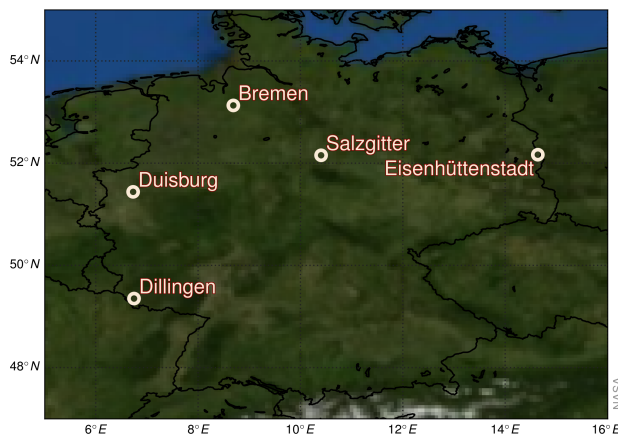 54°N
Bremen
Salzgitter
52°N
Eisenhüttenstadt
Duisburg
50°N
Dillingen
48°N
NASA
6°E
8°E
10°E
12°E
14°E
16°E